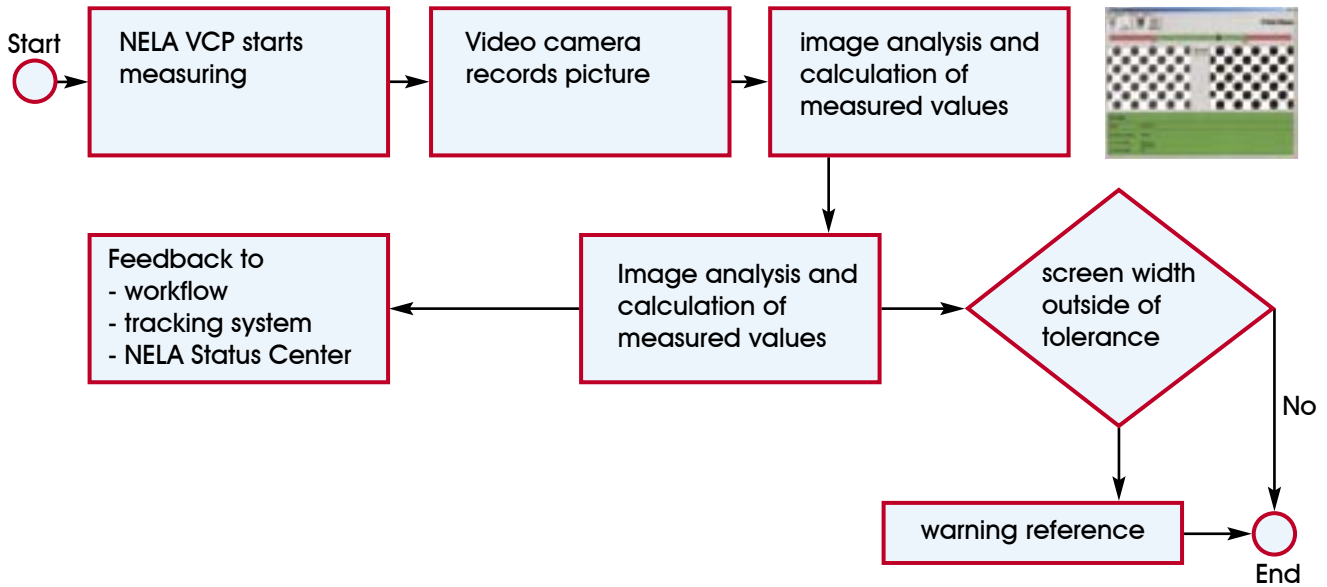 Start
NELA VCP starts
measuring
Video camera
records picture
image analysis and
calculation of
measured values
Feedback to
- workflow
- tracking system
- NELA Status Center
Image analysis and
calculation of
measured values
screen width
outside of
tolerance
No
warning reference
End